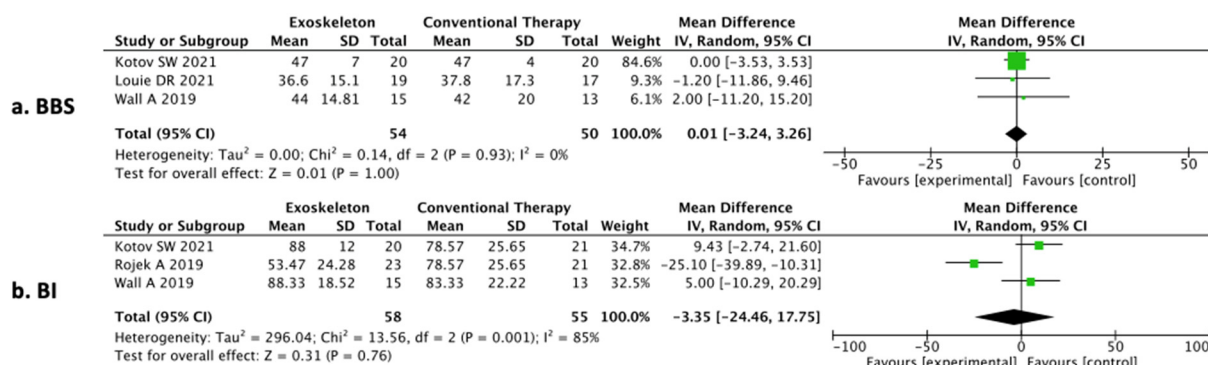 Exoskeleton Conventional Therapy Mean Difference Mean Difference
Study or Subgroup Mean SD Total Mean SD Total Weight IV, Random, 95% CI IV, Random, 95% CI
Kotov SW 2021 47 7 20 47 4 20 84.6% 0.00 [-3.53, 3.53]
Louie DR 2021 36.6 15.1 19 37.8 17.3 17 9.3% -1.20 [-11.86, 9.46]
Wall A 2019 44 14.81 15 42 20 13 6.1% 2.00 [-11.20, 15.20]
a. BBS
Total (95% CI) 54 50 100.0% 0.01 [-3.24, 3.26]
Heterogeneity: Tau² = 0.00; Chi² = 0.14, df = 2 (P = 0.93); I² = 0%
Test for overall effect: Z = 0.01 (P = 1.00)
-50 -25 0 25 50
Favours [experimental] Favours [control]
Exoskeleton Conventional Therapy Mean Difference Mean Difference
Study or Subgroup Mean SD Total Mean SD Total Weight IV, Random, 95% CI IV, Random, 95% CI
Kotov SW 2021 88 12 20 78.57 25.65 21 34.7% 9.43 [-2.74, 21.60]
Rojek A 2019 53.47 24.28 23 78.57 25.65 21 32.8% -25.10 [-39.89, -10.31]
Wall A 2019 88.33 18.52 15 83.33 22.22 13 32.5% 5.00 [-10.29, 20.29]
b. BI
Total (95% CI) 58 55 100.0% -3.35 [-24.46, 17.75]
Heterogeneity: Tau² = 296.04; Chi² = 13.56, df = 2 (P = 0.001); I² = 85%
Test for overall effect: Z = 0.31 (P = 0.76)
-100 -50 0 50 100
Favours [experimental] Favours [control]